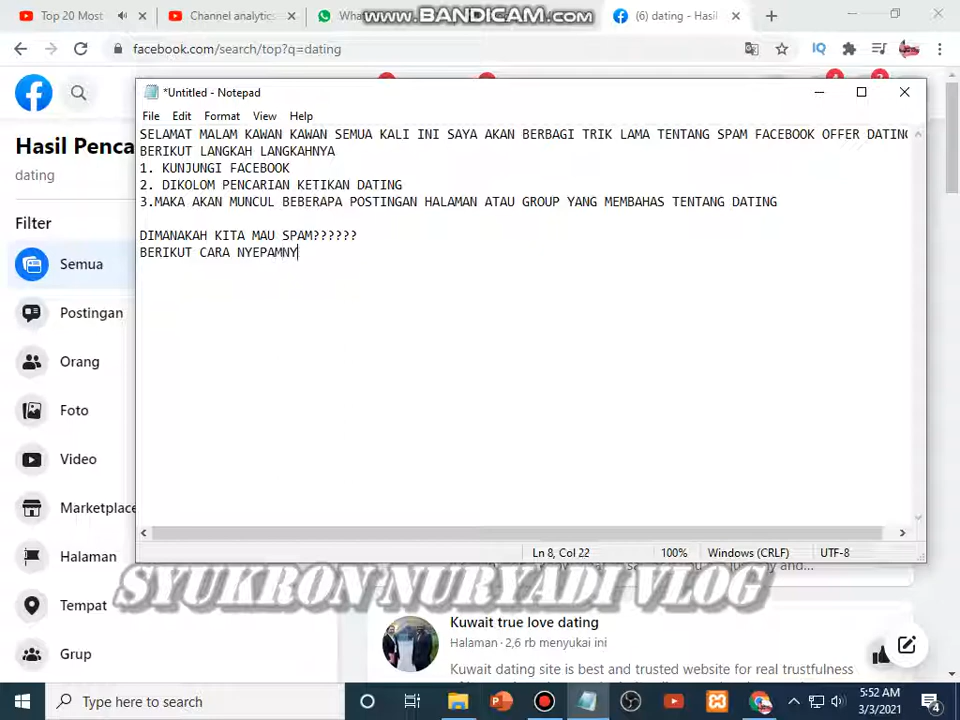 Top 20 Most
Channel analytic
Wha
www.BANDICAM.com
(6) dating - Hasil
facebook.com/search/top?q=dating
*Untitled - Notepad
File Edit Format View Help
Hasil Penca
dating
Filter
Semua
Postingan
Orang
Foto
Video
Marketplace
Halaman
Tempat
Grup
SELAMAT MALAM KAWAN KAWAN SEMUA KALI INI SAYA AKAN BERBAGI TRIK LAMA TENTANG SPAM FACEBOOK OFFER DATING
BERIKUT LANGKAH LANGKAHNYA
1. KUNJUNGI FACEBOOK
2. DIKOLOM PENCARIAN KETIKAN DATING
3.MAKA AKAN MUNCUL BEBERAPA POSTINGAN HALAMAN ATAU GROUP YANG MEMBAHAS TENTANG DATING
DIMANAKAH KITA MAU SPAM??????
BERIKUT CARA NYEPAMNY
Ln 8, Col 22 100% Windows (CRLF) UTF-8
SYUKRON NURYADI VLOG
Kuwait true love dating
Halaman · 2,6 rb menyukai ini
Kuwait dating site is best and trusted website for real trustfulness
Type here to search
5:52 AM
3/3/2021
4